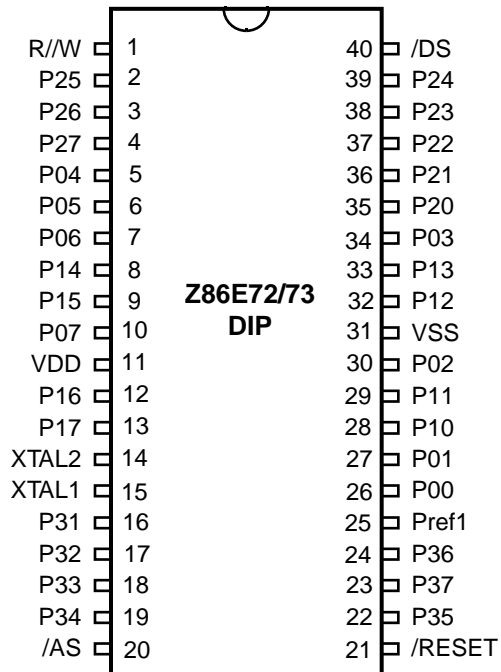 R//W 1 40 /DS
P25 2 39 P24
P26 3 38 P23
P27 4 37 P22
P04 5 36 P21
P05 6 35 P20
P06 7 34 P03
P14 8 33 P13
P15 9 Z86E72/73 32 P12
P07 10 DIP 31 VSS
VDD 11 30 P02
P16 12 29 P11
P17 13 28 P10
XTAL2 14 27 P01
XTAL1 15 26 P00
P31 16 25 Pref1
P32 17 24 P36
P33 18 23 P37
P34 19 22 P35
/AS 20 21 /RESET